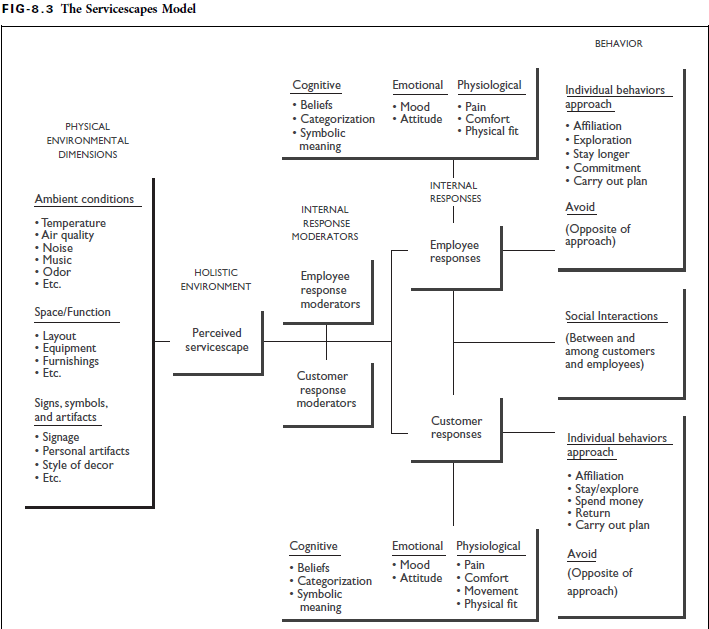 FIG-8.3 The Servicescapes Model
PHYSICAL
ENVIRONMENTAL
DIMENSIONS
Ambient conditions
• Temperature
• Air quality
• Noise
• Music
• Odor
• Etc.
Space/Function
• Layout
• Equipment
• Furnishings
• Etc.
Signs, symbols,
and artifacts
• Signage
• Personal artifacts
• Style of decor
• Etc.
HOLISTIC
ENVIRONMENT
Perceived
servicescape
INTERNAL
RESPONSE
MODERATORS
Employee
response
moderators
Customer
response
moderators
Cognitive
• Beliefs
• Categorization
• Symbolic
meaning
Emotional
• Mood
• Attitude
Physiological
• Pain
• Comfort
• Physical fit
INTERNAL
RESPONSES
Employee
responses
Customer
responses
Cognitive
• Beliefs
• Categorization
• Symbolic
meaning
Emotional
• Mood
• Attitude
Physiological
• Pain
• Comfort
• Movement
• Physical fit
BEHAVIOR
Individual behaviors
approach
• Affiliation
• Exploration
• Stay longer
• Commitment
• Carry out plan
Avoid
(Opposite of
approach)
Social Interactions
(Between and
among customers
and employees)
Individual behaviors
approach
• Affiliation
• Stay/explore
• Spend money
• Return
• Carry out plan
Avoid
(Opposite of
approach)